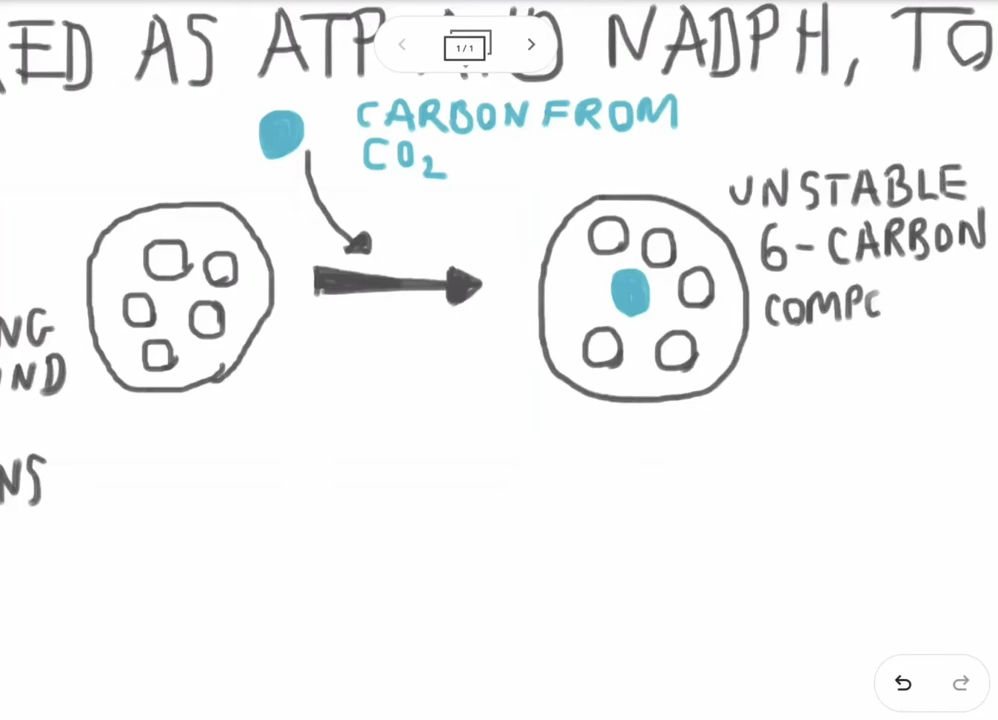 ED AS ATP NADPH, TO
1/1
CARBON FROM
CO₂
UNSTABLE
6-CARBON
COMPC
NG
ND
NS